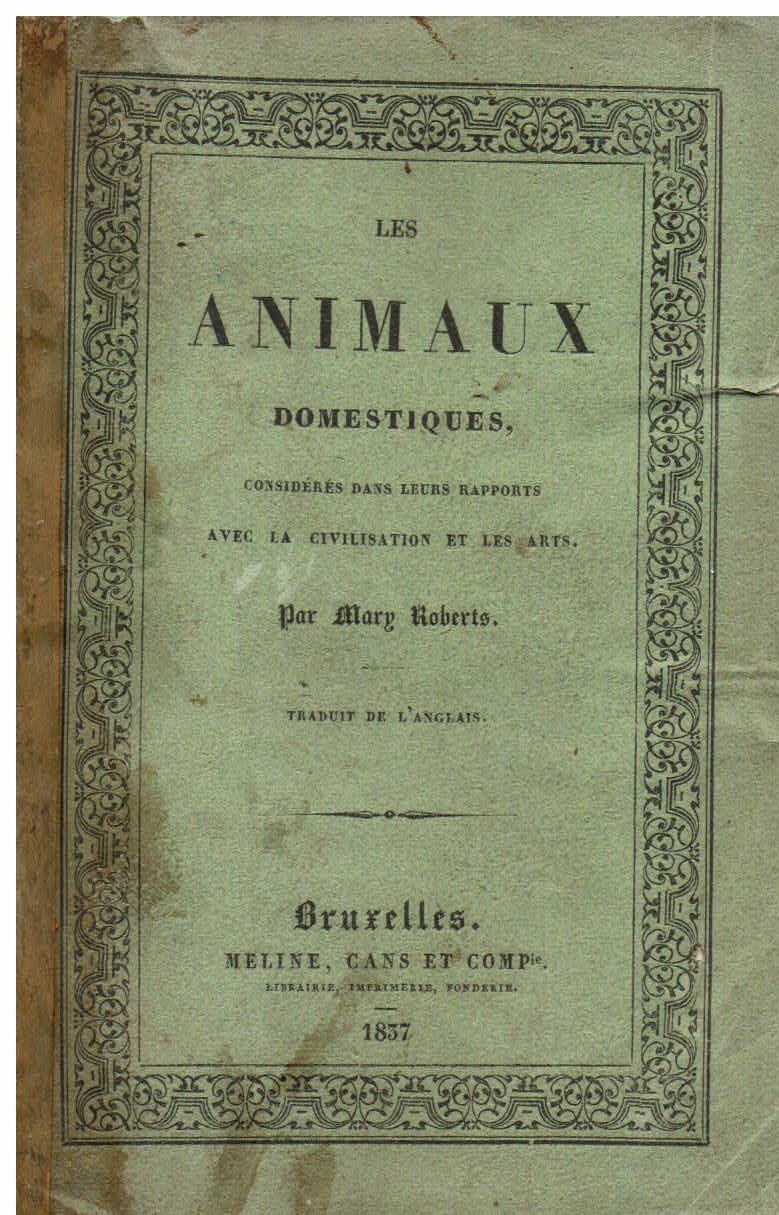 LES
ANIMAUX
DOMESTIQUES,
CONSIDÉRÉS DANS LEURS RAPPORTS
AVEC LA CIVILISATION ET LES ARTS.
Par Mary Roberts.
TRADUIT DE L'ANGLAIS.
Bruxelles.
MELINE, CANS ET COMPie.
LIBRAIRIE, IMPRIMERIE, FONDERIE.
1837